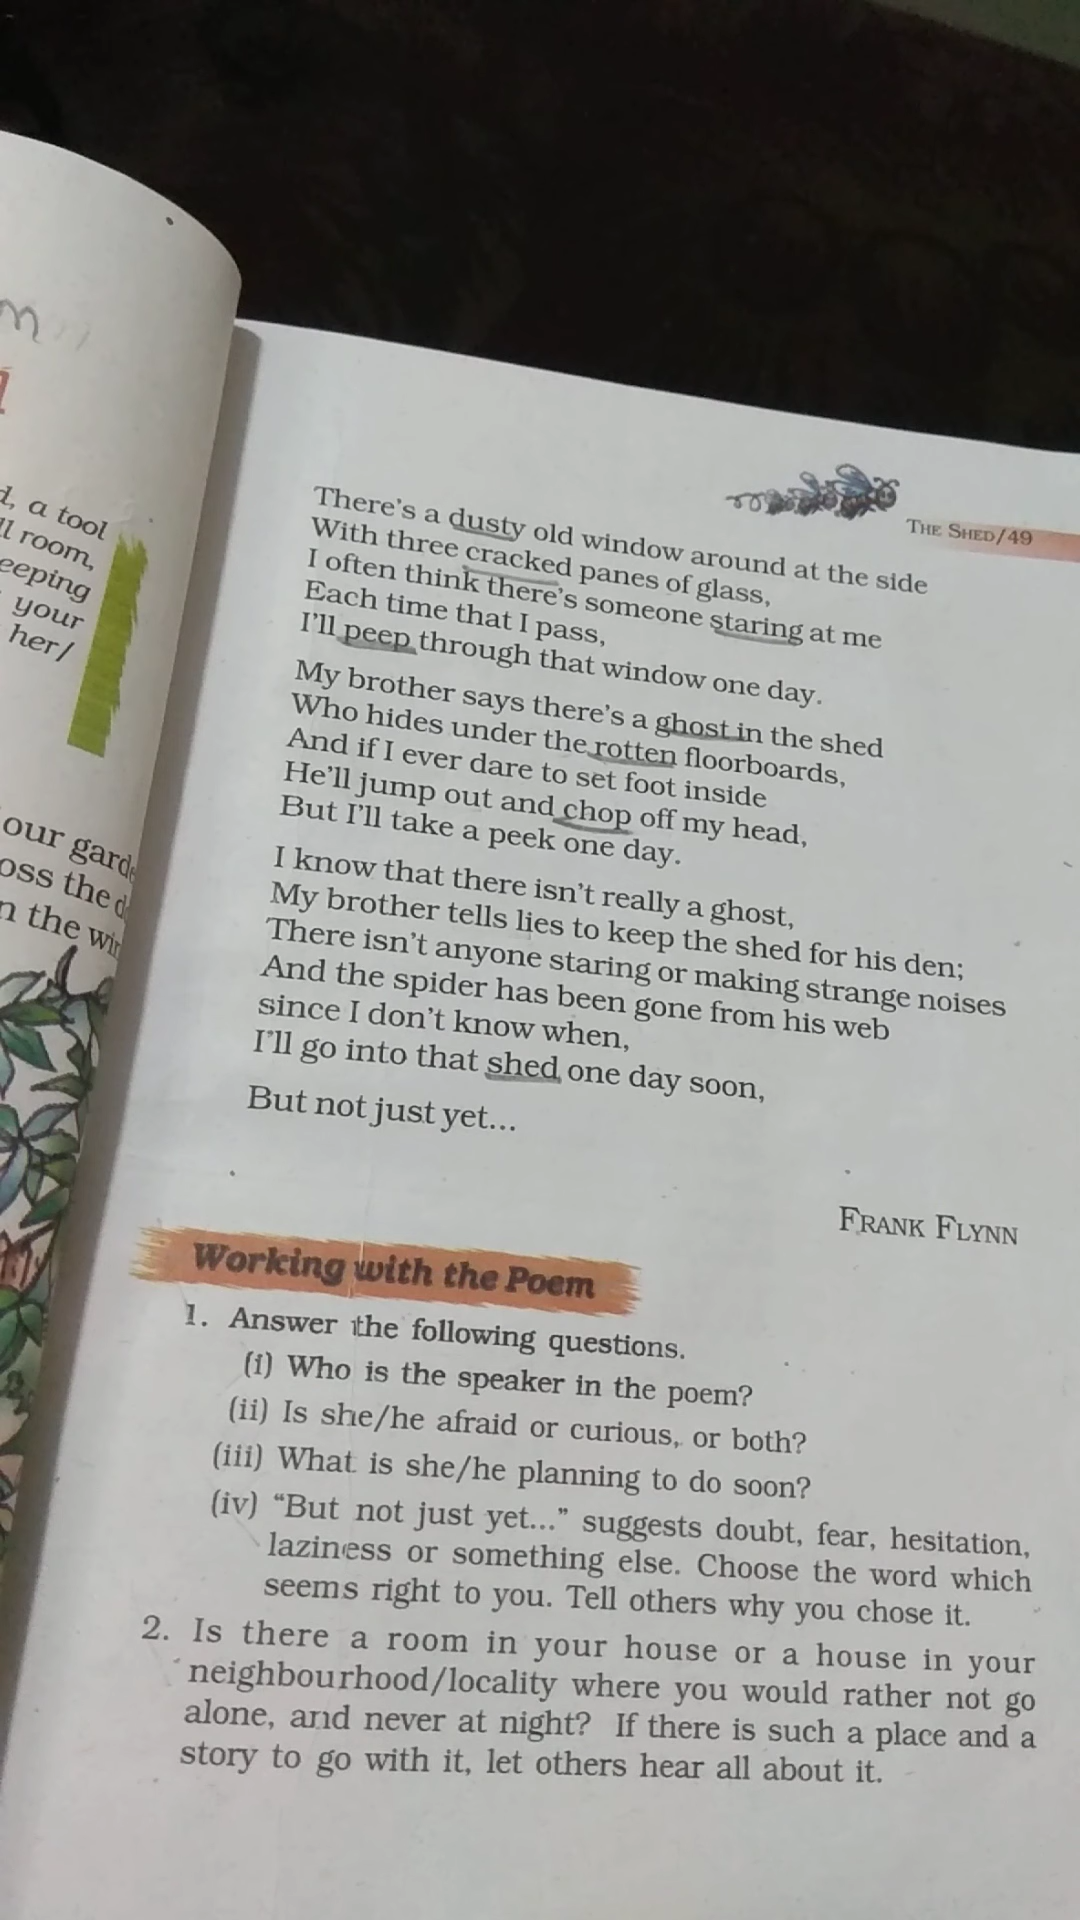 d, a tool
ll room,
eeping
your
her/
our gard
oss the d
n the wi
THE SHED/49
There's a dusty old window around at the side
With three cracked panes of glass,
I often think there's someone staring at me
Each time that I pass,
I'll peep through that window one day.
My brother says there's a ghost in the shed
Who hides under the rotten floorboards,
And if I ever dare to set foot inside
He'll jump out and chop off my head,
But I'll take a peek one day.
I know that there isn't really a ghost,
My brother tells lies to keep the shed for his den;
There isn't anyone staring or making strange noises
And the spider has been gone from his web
since I don't know when,
I'll go into that shed one day soon,
But not just yet...
FRANK FLYNN
Working with the Poem
1. Answer the following questions.
(i) Who is the speaker in the poem?
(ii) Is she/he afraid or curious, or both?
(iii) What is she/he planning to do soon?
(iv) “But not just yet...” suggests doubt, fear, hesitation,
laziness or something else. Choose the word which
seems right to you. Tell others why you chose it.
2. Is there a room in your house or a house in your
neighbourhood/locality where you would rather not go
alone, and never at night? If there is such a place and a
story to go with it, let others hear all about it.